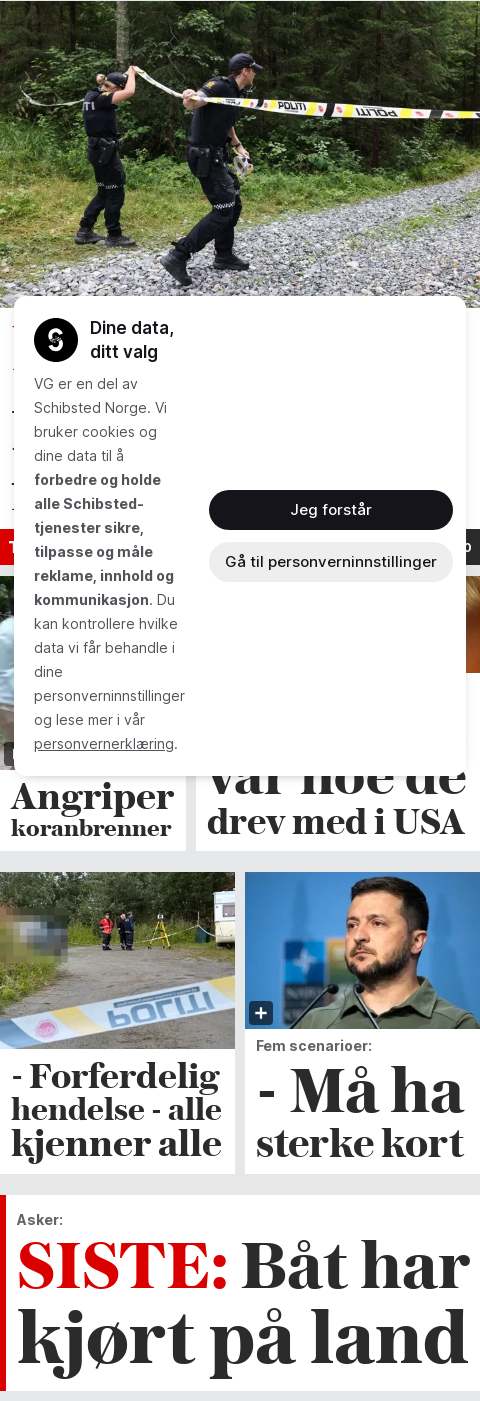 POLITI
POLITI
POLITI
Dine data,
ditt valg
VG er en del av
Schibsted Norge. Vi
bruker cookies og
dine data til å
forbedre og holde
alle Schibsted-
tjenester sikre,
tilpasse og måle
reklame, innhold og
kommunikasjon. Du
kan kontrollere hvilke
data vi får behandle i
dine
personverninnstillinger
og lese mer i vår
personvernerklæring.
Jeg forstår
Gå til personverninnstillinger
Angriper
koranbrenner
var noe de
drev med i USA
POLITI
- Forferdelig
hendelse - alle
kjenner alle
Fem scenarioer:
- Må ha
sterke kort
Asker:
SISTE: Båt har
kjørt på land